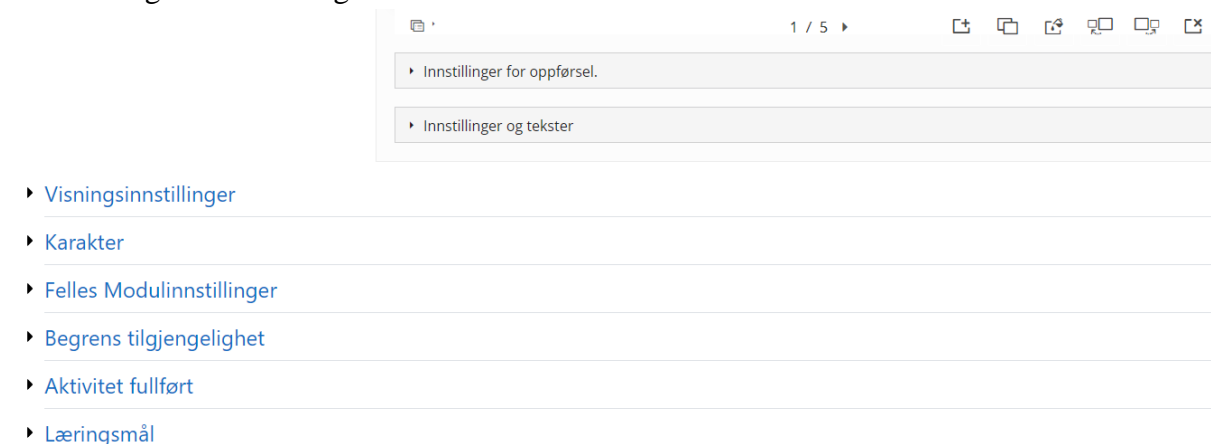 1 / 5
Innstillinger for oppførsel.
Innstillinger og tekster
Visningsinnstillinger
Karakter
Felles Modulinnstillinger
Begrens tilgjengelighet
Aktivitet fullført
Læringsmål